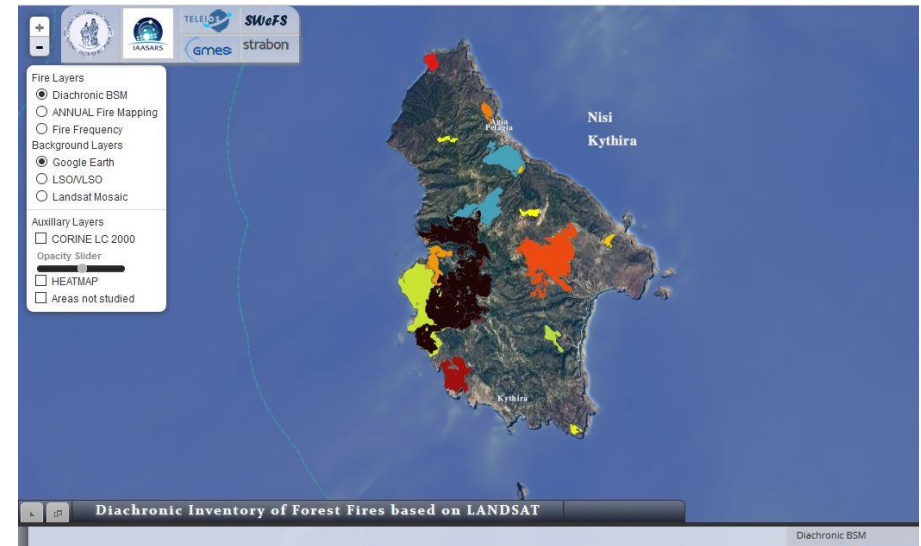 +
-
IAASARS
TELEIOS
SWeFS
Gmes
strabon
Fire Layers
Diachronic BSM
ANNUAL Fire Mapping
Fire Frequency
Background Layers
Google Earth
LSO/VLSO
Landsat Mosaic
Auxillary Layers
CORINE LC 2000
Opacity Slider
HEATMAP
Areas not studied
Nisi
Kythira
Agia
Pelagia
Kythira
Diachronic Inventory of Forest Fires based on LANDSAT
Diachronic BSM